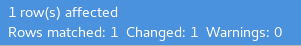 1 row(s) affected
Rows matched: 1  Changed: 1  Warnings: 0